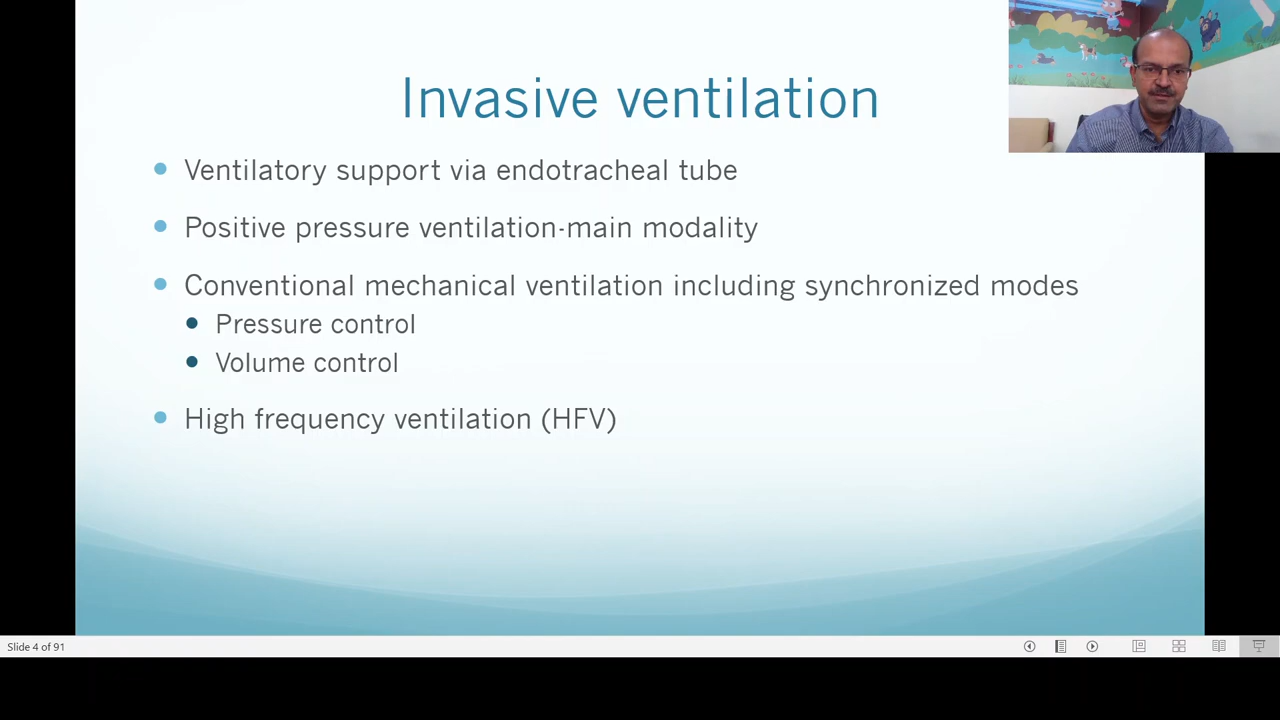 Invasive ventilation
Ventilatory support via endotracheal tube
Positive pressure ventilation-main modality
Conventional mechanical ventilation including synchronized modes
Pressure control
Volume control
High frequency ventilation (HFV)
Slide 4 of 91